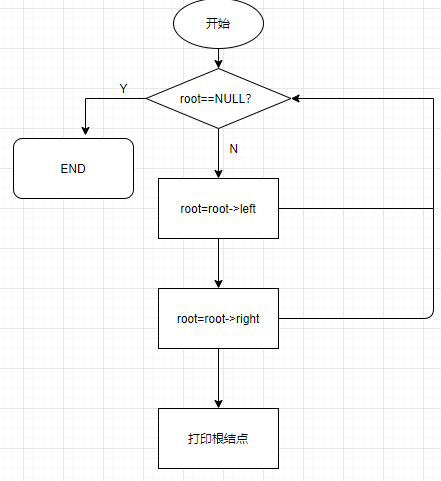 开始
root==NULL?
Y
N
END
root=root->left
root=root->right
打印根结点